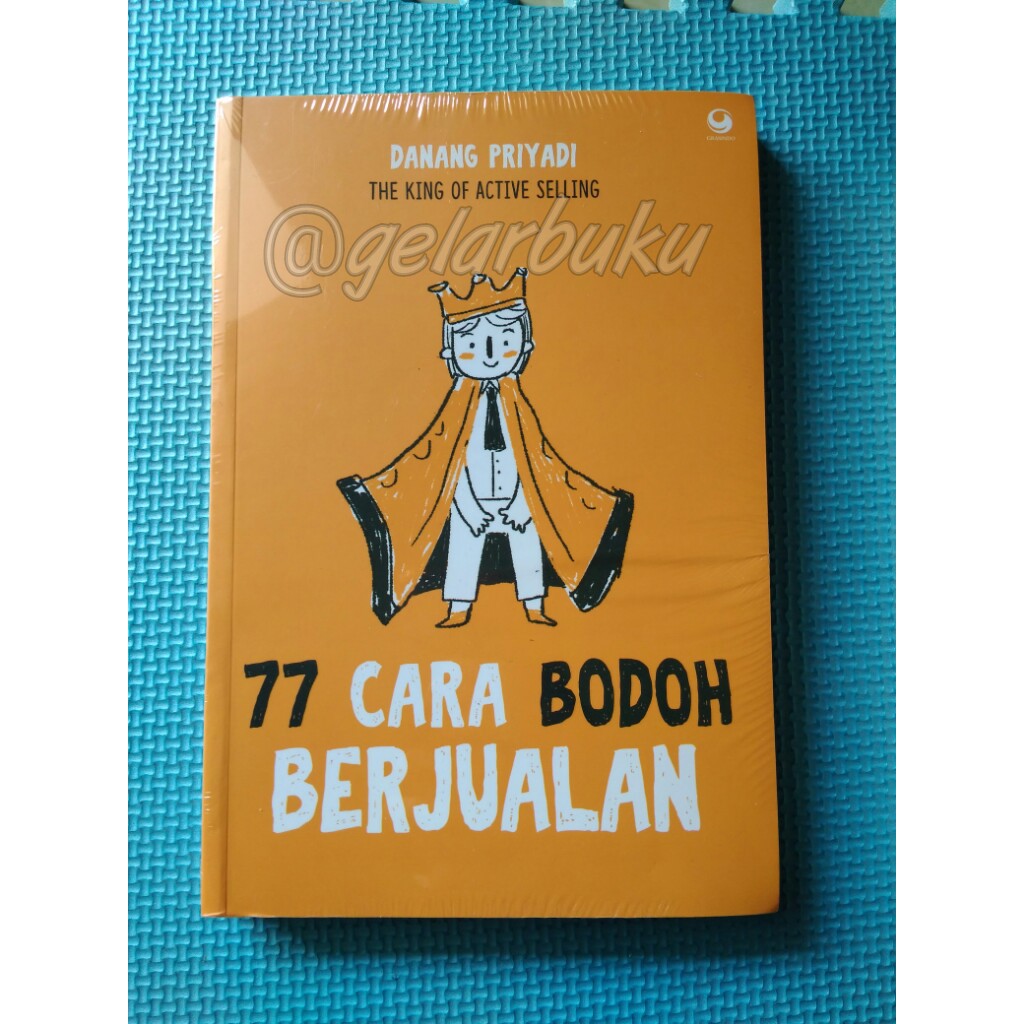 DANANG PRIYADI
THE KING OF ACTIVE SELLING
@gelarbuku
77 CARA BODOH
BERJUALAN